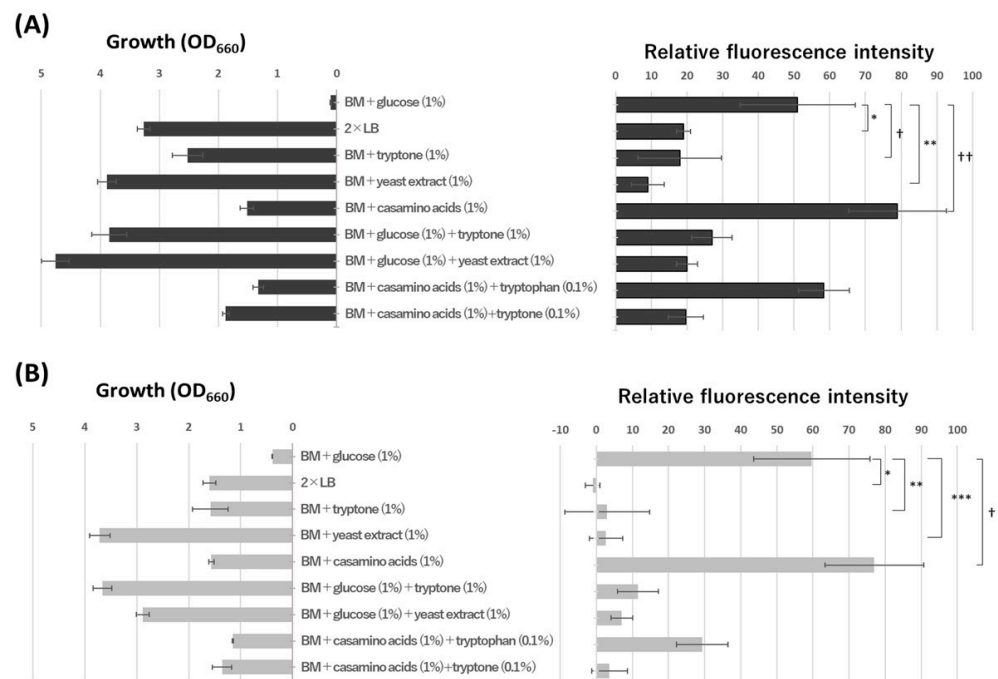 (A)
Growth (OD660)
Relative fluorescence intensity
5 4 3 2 1 0
0 10 20 30 40 50 60 70 80 90 100
BM+glucose (1%)
*
2×LB
†
BM+tryptone (1%)
**
BM+yeast extract (1%)
††
BM+casamino acids (1%)
BM+glucose (1%)+tryptone (1%)
BM+glucose (1%)+yeast extract (1%)
BM+casamino acids (1%)+tryptophan (0.1%)
BM+casamino acids (1%)+tryptone (0.1%)
(B)
Growth (OD660)
Relative fluorescence intensity
5 4 3 2 1 0
-10 0 10 20 30 40 50 60 70 80 90 100
BM+glucose (1%)
*
2×LB
**
BM+tryptone (1%)
***
BM+yeast extract (1%)
†
BM+casamino acids (1%)
BM+glucose (1%)+tryptone (1%)
BM+glucose (1%)+yeast extract (1%)
BM+casamino acids (1%)+tryptophan (0.1%)
BM+casamino acids (1%)+tryptone (0.1%)